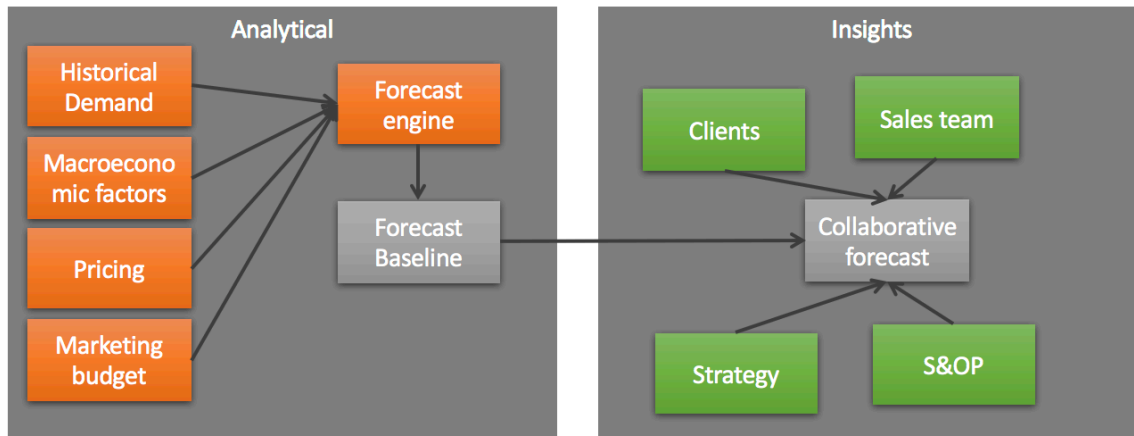 Analytical
Historical
Demand
Macroecono
mic factors
Pricing
Marketing
budget
Forecast
engine
Forecast
Baseline
Insights
Clients
Sales team
Collaborative
forecast
Strategy
S&OP